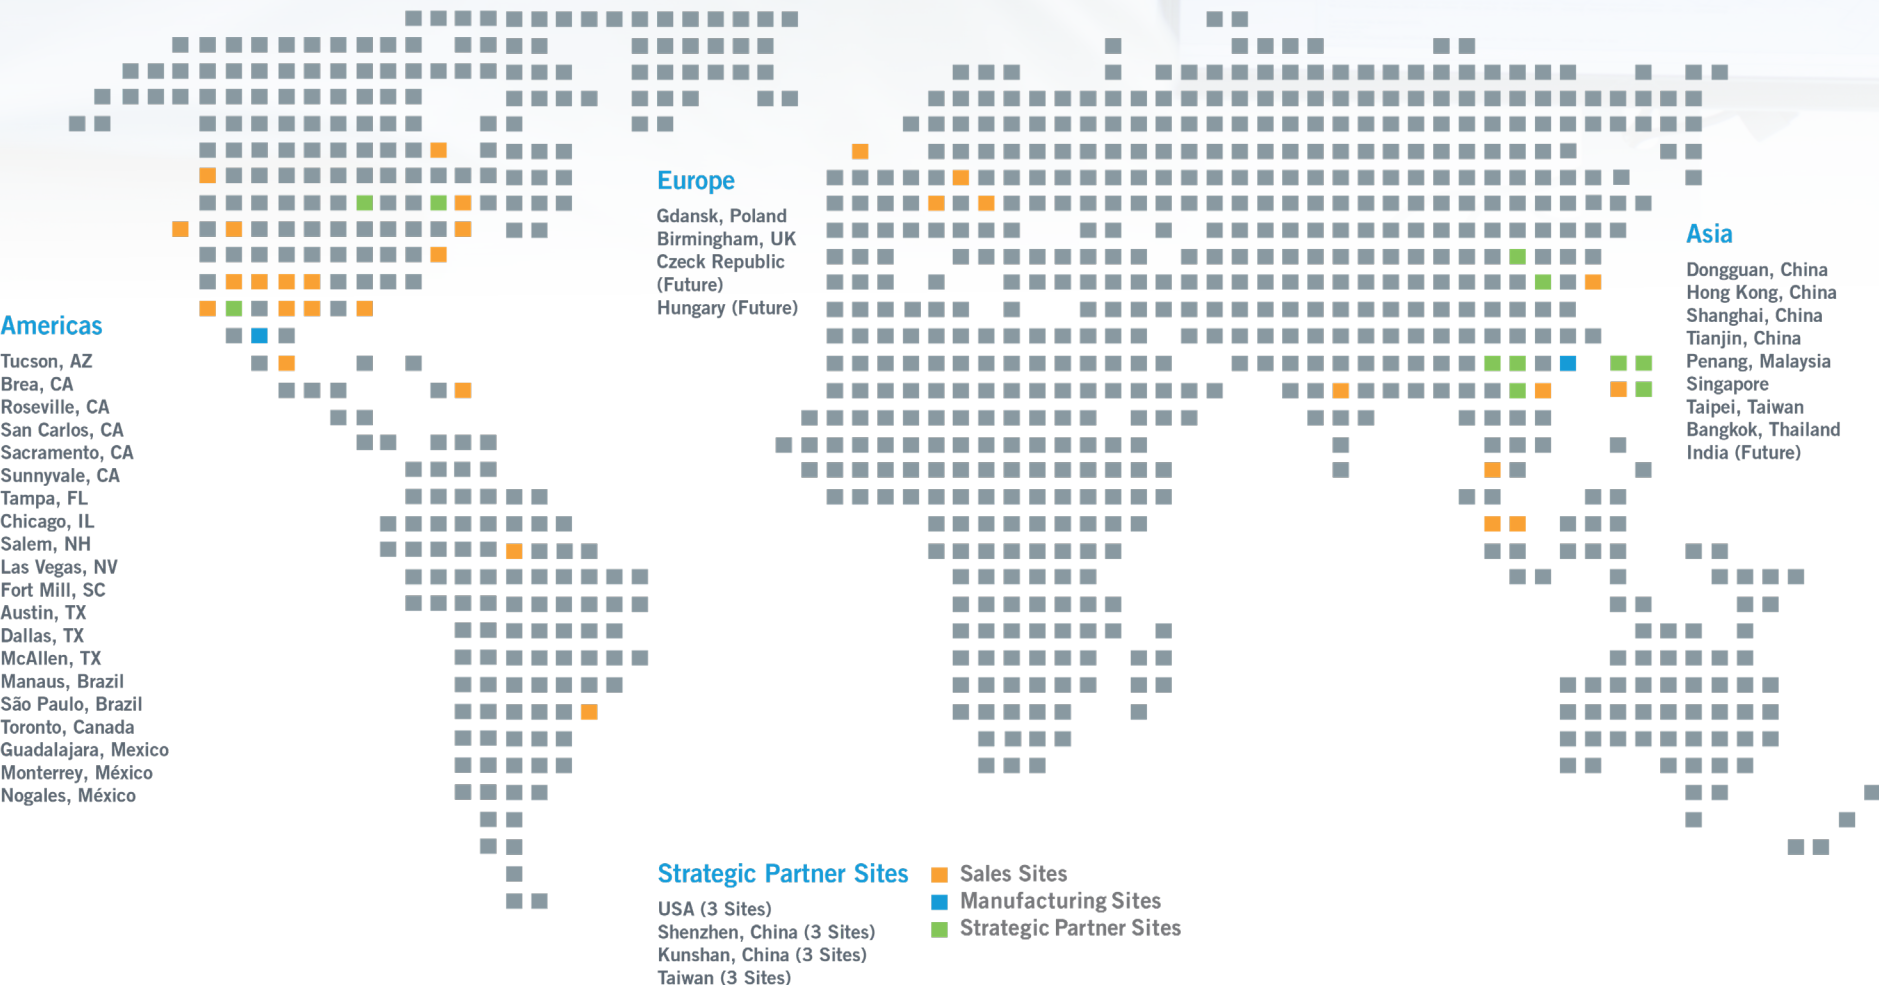 Europe
Gdansk, Poland
Birmingham, UK
Czeck Republic
(Future)
Hungary (Future)
Asia
Dongguan, China
Hong Kong, China
Shanghai, China
Tianjin, China
Penang, Malaysia
Singapore
Taipei, Taiwan
Bangkok, Thailand
India (Future)
Americas
Tucson, AZ
Brea, CA
Roseville, CA
San Carlos, CA
Sacramento, CA
Sunnyvale, CA
Tampa, FL
Chicago, IL
Salem, NH
Las Vegas, NV
Fort Mill, SC
Austin, TX
Dallas, TX
McAllen, TX
Manaus, Brazil
São Paulo, Brazil
Toronto, Canada
Guadalajara, Mexico
Monterrey, México
Nogales, México
Strategic Partner Sites
USA (3 Sites)
Shenzhen, China (3 Sites)
Kunshan, China (3 Sites)
Taiwan (3 Sites)
Sales Sites
Manufacturing Sites
Strategic Partner Sites